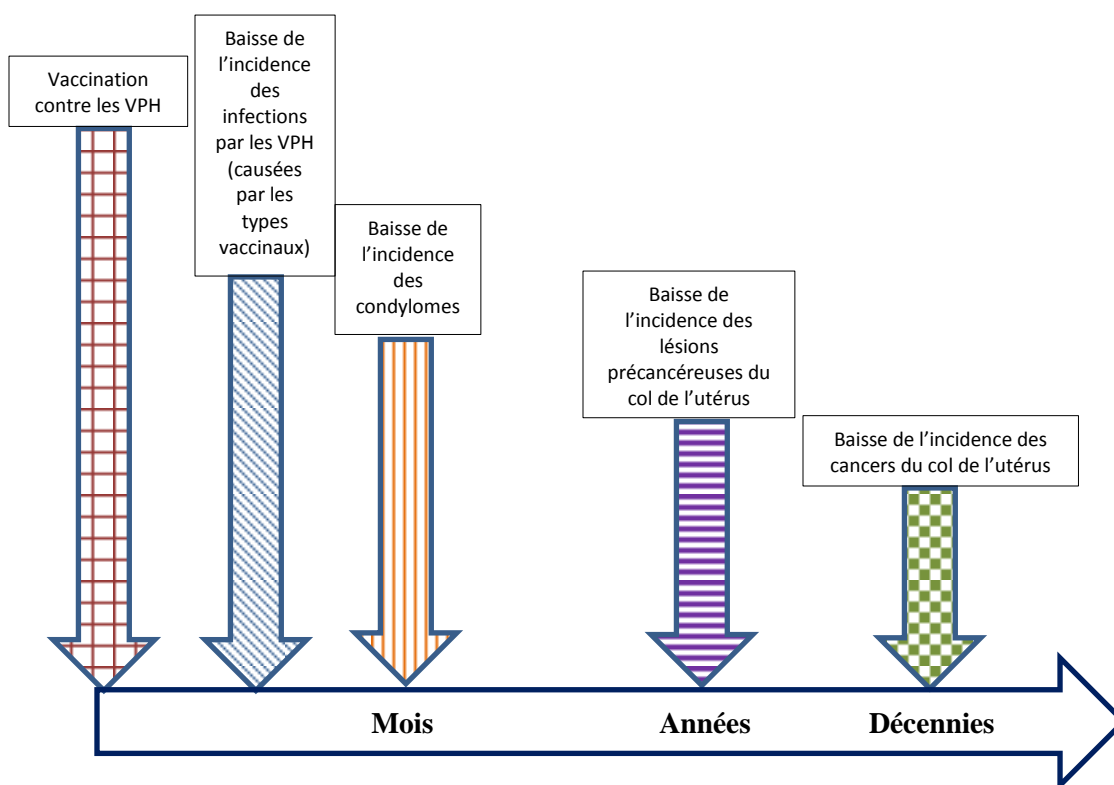 Vaccination
contre les VPH
Baisse de
l’incidence
des
infections
par les VPH
(causées
par les
types
vaccinaux)
Baisse de
l’incidence
des
condylomes
Baisse de
l’incidence des
lésions
précancéreuses du
col de l’utérus
Baisse de l’incidence des
cancers du col de l’utérus
Mois
Années
Décennies